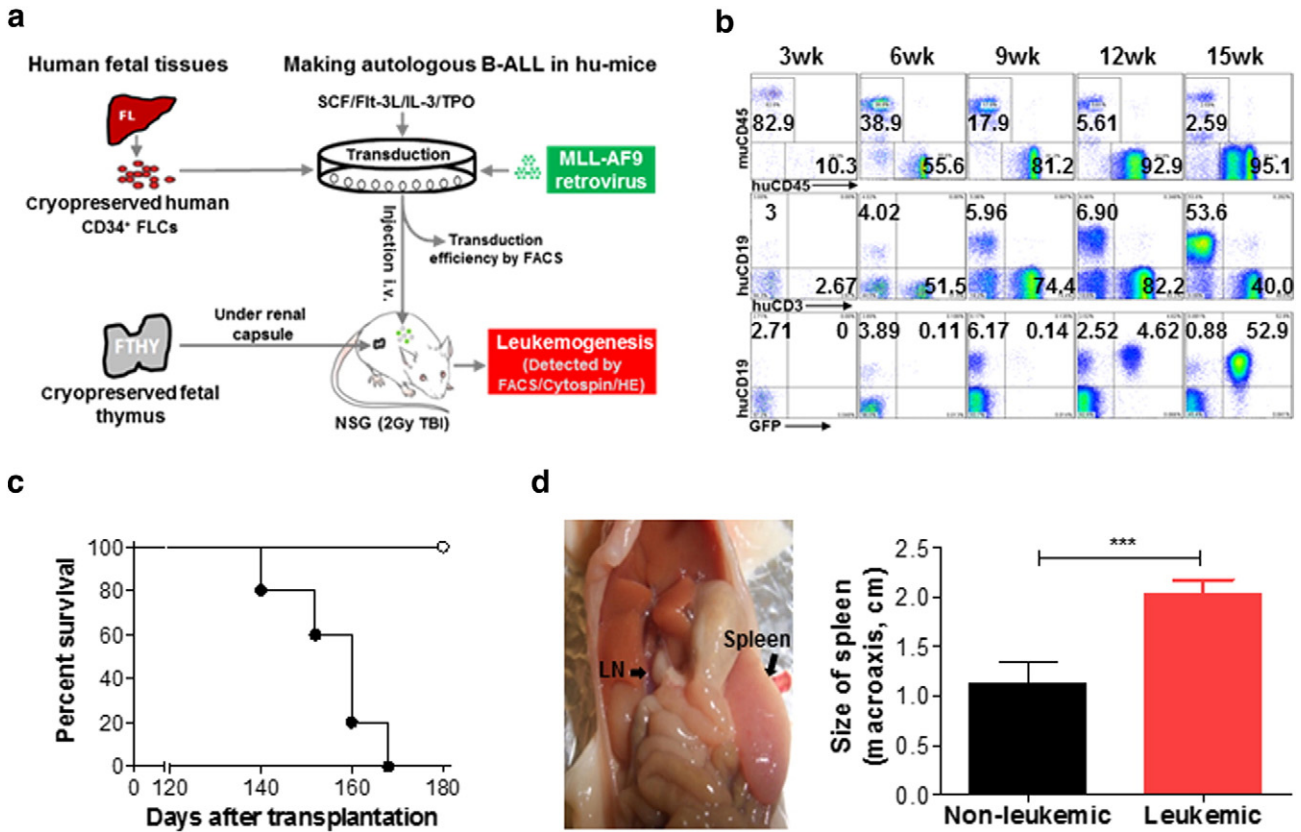 a
Human fetal tissues
Making autologous B-ALL in hu-mice
SCF/Flt-3L/IL-3/TPO
FL
Transduction
MLL-AF9
retrovirus
Cryopreserved human
CD34+ FLCs
Injection i.v.
Transduction
efficiency by FACS
Under renal
capsule
FTHY
Leukemogenesis
(Detected by
FACS/Cytospin/HE)
Cryopreserved fetal
thymus
NSG (2Gy TBI)
b
3wk 6wk 9wk 12wk 15wk
muCD45
82.9 38.9 17.9 5.61 2.59
10.3 55.6 81.2 92.9 95.1
huCD45
huCD19
3 4.02 5.96 6.90 53.6
2.67 51.5 74.4 82.2 40.0
huCD3
huCD19
2.71 0 3.89 0.11 6.17 0.14 2.52 4.62 0.88 52.9
GFP
c
Percent survival
100
80
60
40
20
0
0 120 140 160 180
Days after transplantation
d
LN
Spleen
Size of spleen
(macroaxis, cm)
2.5
2.0
1.5
1.0
0.5
0.0
***
Non-leukemic Leukemic